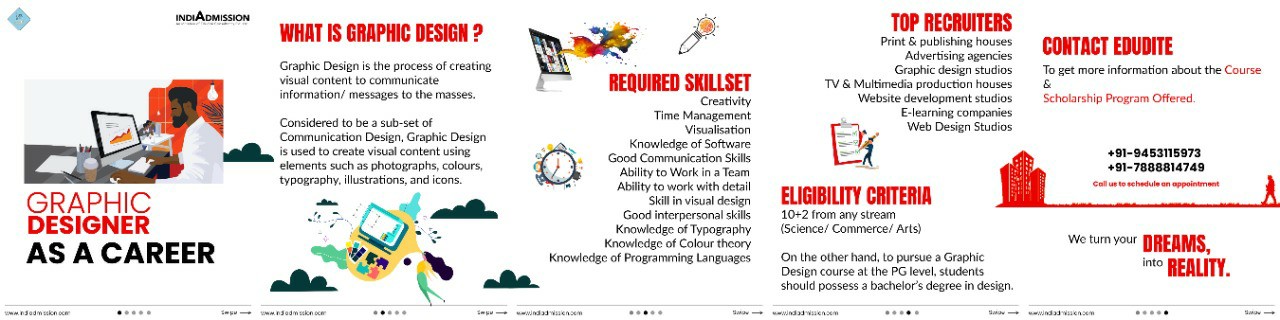 INDIADMISSION
GRAPHIC
DESIGNER
AS A CAREER
www.indiadmission.com
Swipe
WHAT IS GRAPHIC DESIGN ?
Graphic Design is the process of creating
visual content to communicate
information/ messages to the masses.
Considered to be a sub-set of
Communication Design, Graphic Design
is used to create visual content using
elements such as photographs, colours,
typography, illustrations, and icons.
www.indiadmission.com
Swipe
REQUIRED SKILLSET
Creativity
Time Management
Visualisation
Knowledge of Software
Good Communication Skills
Ability to Work in a Team
Ability to work with detail
Skill in visual design
Good interpersonal skills
Knowledge of Typography
Knowledge of Colour theory
Knowledge of Programming Languages
www.indiadmission.com
Swipe
TOP RECRUITERS
Print & publishing houses
Advertising agencies
Graphic design studios
TV & Multimedia production houses
Website development studios
E-learning companies
Web Design Studios
ELIGIBILITY CRITERIA
10+2 from any stream
(Science/ Commerce/ Arts)
On the other hand, to pursue a Graphic
Design course at the PG level, students
should possess a bachelor's degree in design.
www.indiadmission.com
Swipe
CONTACT EDUDITE
To get more information about the Course
&
Scholarship Program Offered.
+91-9453115973
+91-7888814749
Call us to schedule an appointment
We turn your DREAMS,
into REALITY.
www.indiadmission.com
Swipe